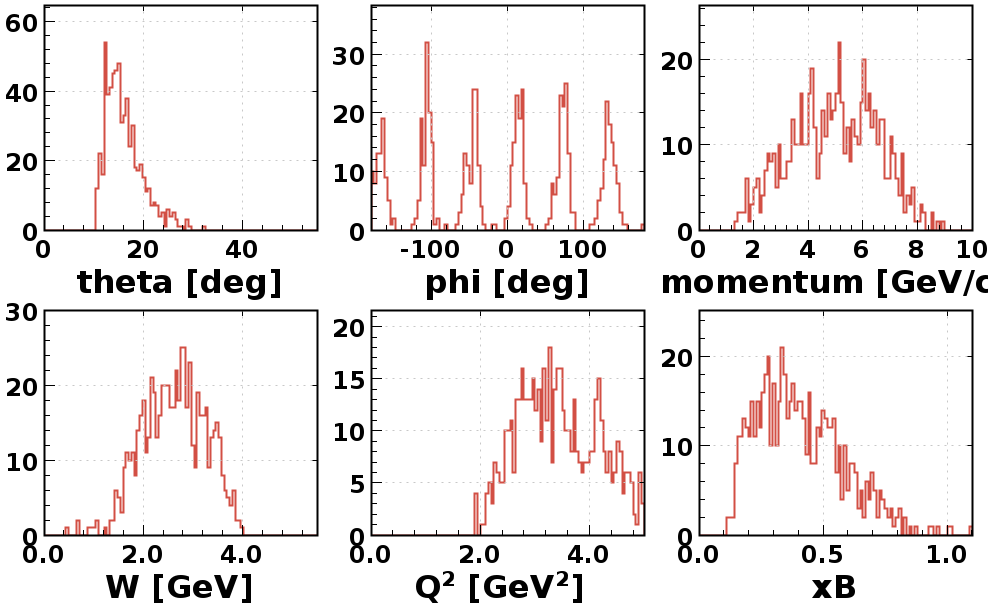 60
40
20
0
0 20 40
theta [deg]
30
20
10
0
-100 0 100
phi [deg]
20
10
0
0 2 4 6 8 10
momentum [GeV/c
30
20
10
0
0.0 2.0 4.0
W [GeV]
20
15
10
5
0
0.0 2.0 4.0
Q² [GeV²]
20
10
0
0.0 0.5 1.0
xB